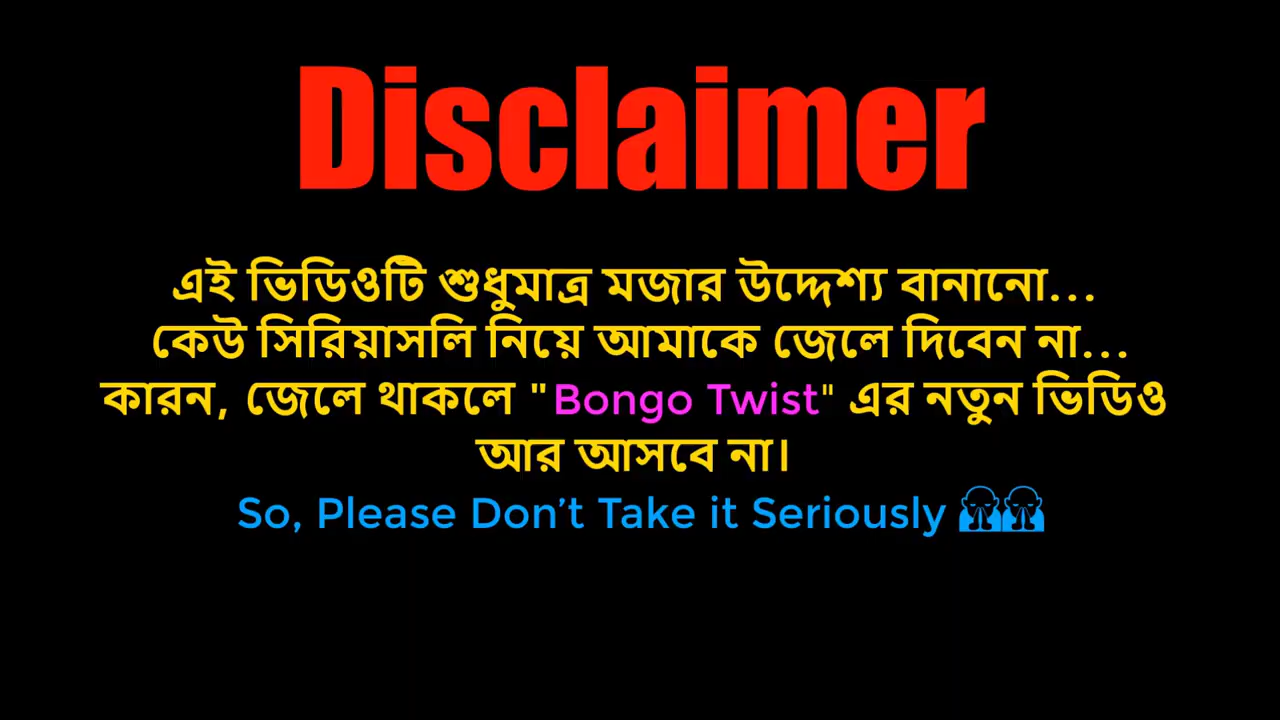 Disclaimer
এই ভিডিওটি শুধুমাত্র মজার উদ্দেশ্য বানানো...
কেউ সিরিয়াসলি নিয়ে আমাকে জেলে দিবেন না...
কারন, জেলে থাকলে "Bongo Twist" এর নতুন ভিডিও
আর আসবে না।
So, Please Don’t Take it Seriously